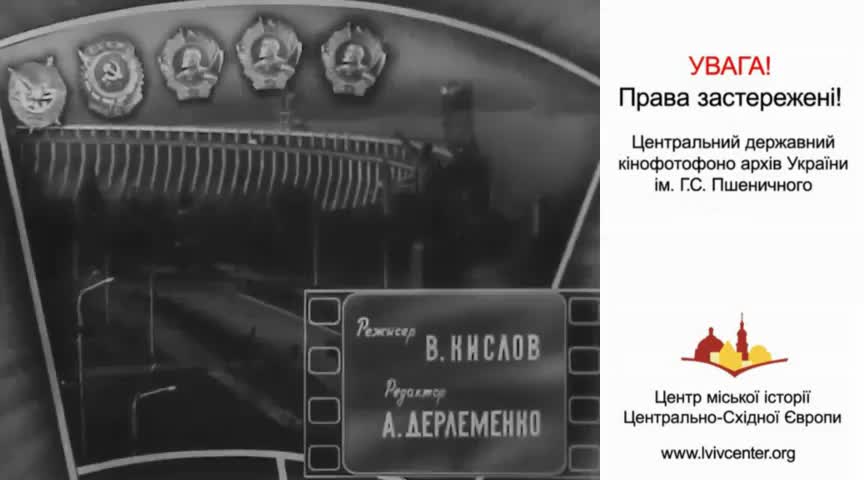 Режисер
В. КИСЛОВ
Редактор
А. ДЕРЛЕМЕНКО
УВАГА!
Права застережені!
Центральний державний
кінофотофоно архів України
ім. Г.С. Пшеничного
Центр міської історії
Центрально-Східної Європи
www.lvivcenter.org